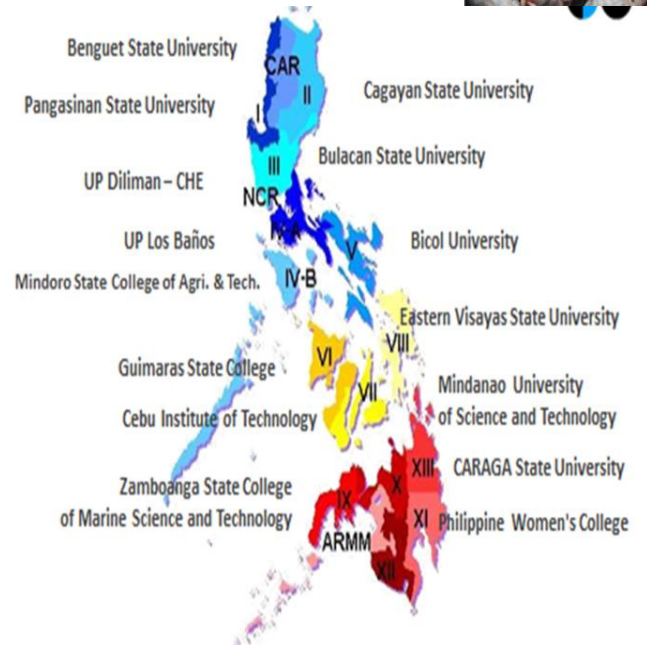 Benguet State University
CAR
II
Cagayan State University
Pangasinan State University
I
Bulacan State University
III
UP Diliman – CHE
NCR
IV-A
UP Los Baños
V
Bicol University
Mindoro State College of Agri. & Tech.
IV-B
Eastern Visayas State University
VIII
VI
Guimaras State College
VII
Mindanao University
of Science and Technology
Cebu Institute of Technology
XIII
CARAGA State University
X
Zamboanga State College
of Marine Science and Technology
IX
XI
Philippine Women's College
ARMM
XII